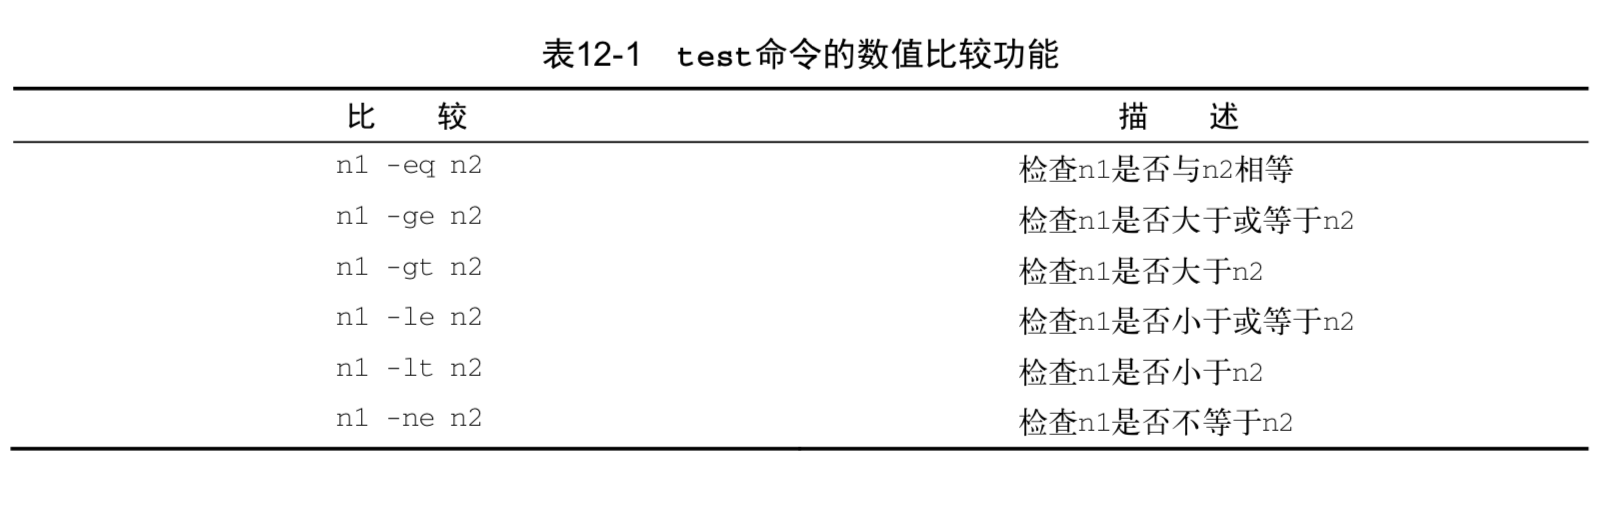 表12-1 test命令的数值比较功能
比 较 描 述
n1 -eq n2 检查n1是否与n2相等
n1 -ge n2 检查n1是否大于或等于n2
n1 -gt n2 检查n1是否大于n2
n1 -le n2 检查n1是否小于或等于n2
n1 -lt n2 检查n1是否小于n2
n1 -ne n2 检查n1是否不等于n2